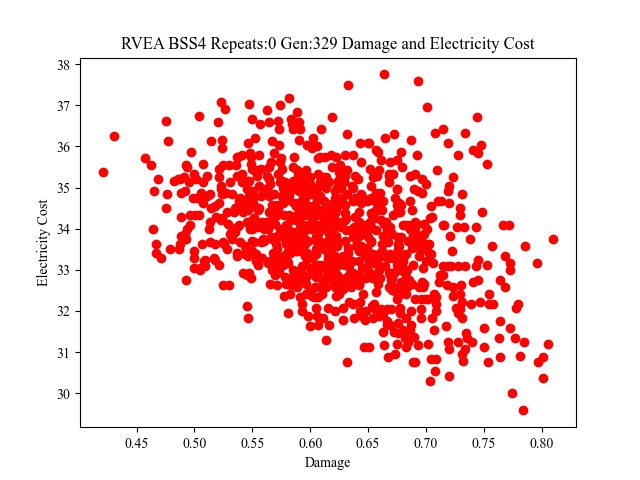 RVEA BSS4 Repeats:0 Gen:329 Damage and Electricity Cost
38
37
36
35
34
33
32
31
30
Electricity Cost
0.45 0.50 0.55 0.60 0.65 0.70 0.75 0.80
Damage